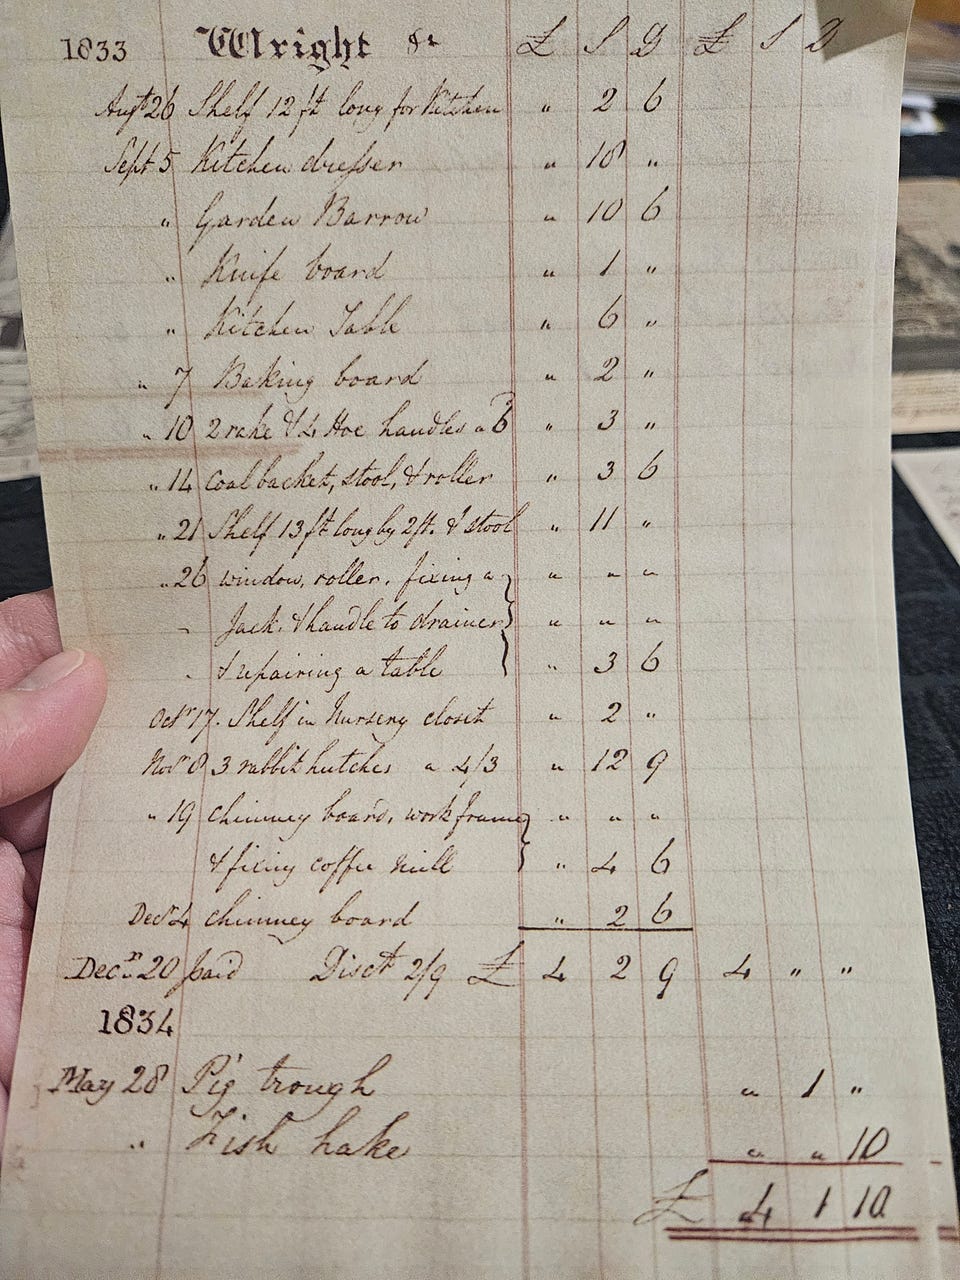 1833 Wright &c £ S D £ S D
Augt 26 Shelf 12 ft long for Kitchen " 2 6
Sept 5 Kitchen dresser " 18 "
" Garden Barrow " 10 6
" Knife board " 1 "
" Kitchen Table " 6 "
" 7 Baking board " 2 "
" 10 2 rake & 4 Hoe handles a 6 " 3 "
" 14 Coal backet, stool, & roller " 3 6
" 21 Shelf 13 ft long by 2 ft. & stool " 11 "
" 26 window, roller, fixing a " " "
" Jack, & handle to drainer " " "
" & repairing a table " 3 6
Octr 17. Shelf in Nursery closet " 2 "
Novr 8 3 rabbit hutches a 4/3 " 12 9
" 19 Chimney board, work frame " " "
& fixing coffee mill " 4 6
Decr 4 chimney board " 2 6
Decr 20 paid Disct 2/9 £ 4 2 9 4 " "
1834
May 28 Pig trough " 1 "
" Fish hake " " 10
£ 4 1 10